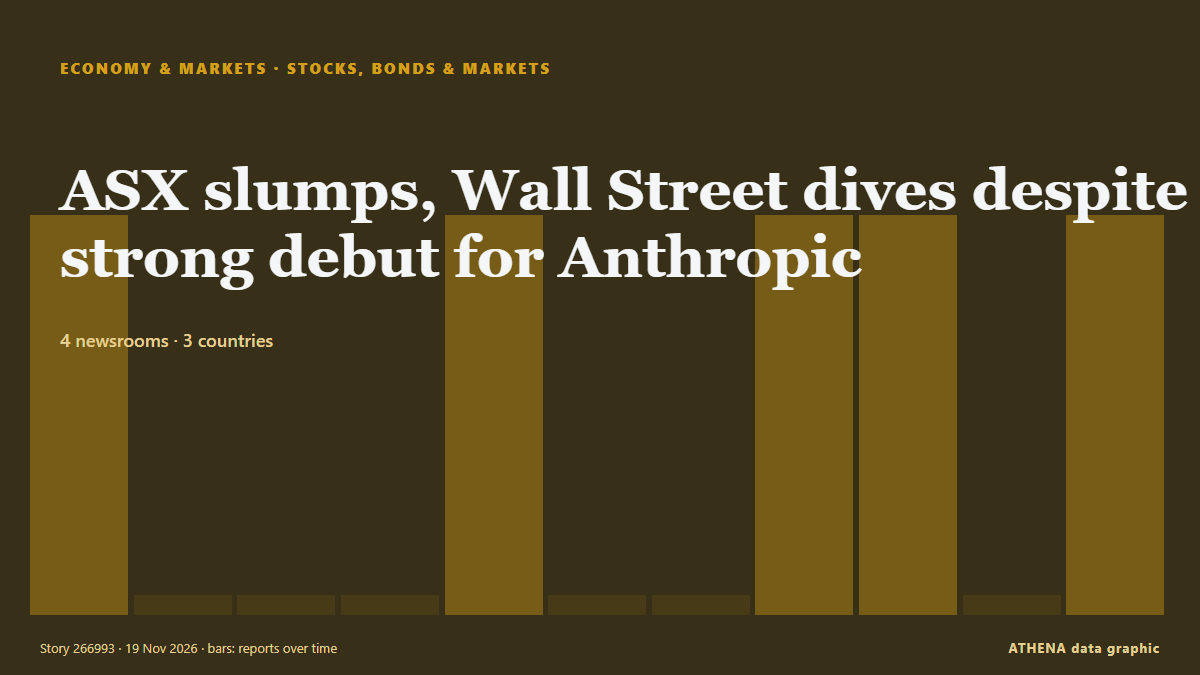 ECONOMY & MARKETS · STOCKS, BONDS & MARKETS
ASX slumps, Wall Street dives despite
strong debut for Anthropic
4 newsrooms · 3 countries
Story 266993 · 19 Nov 2026 · bars: reports over time
ATHENA data graphic